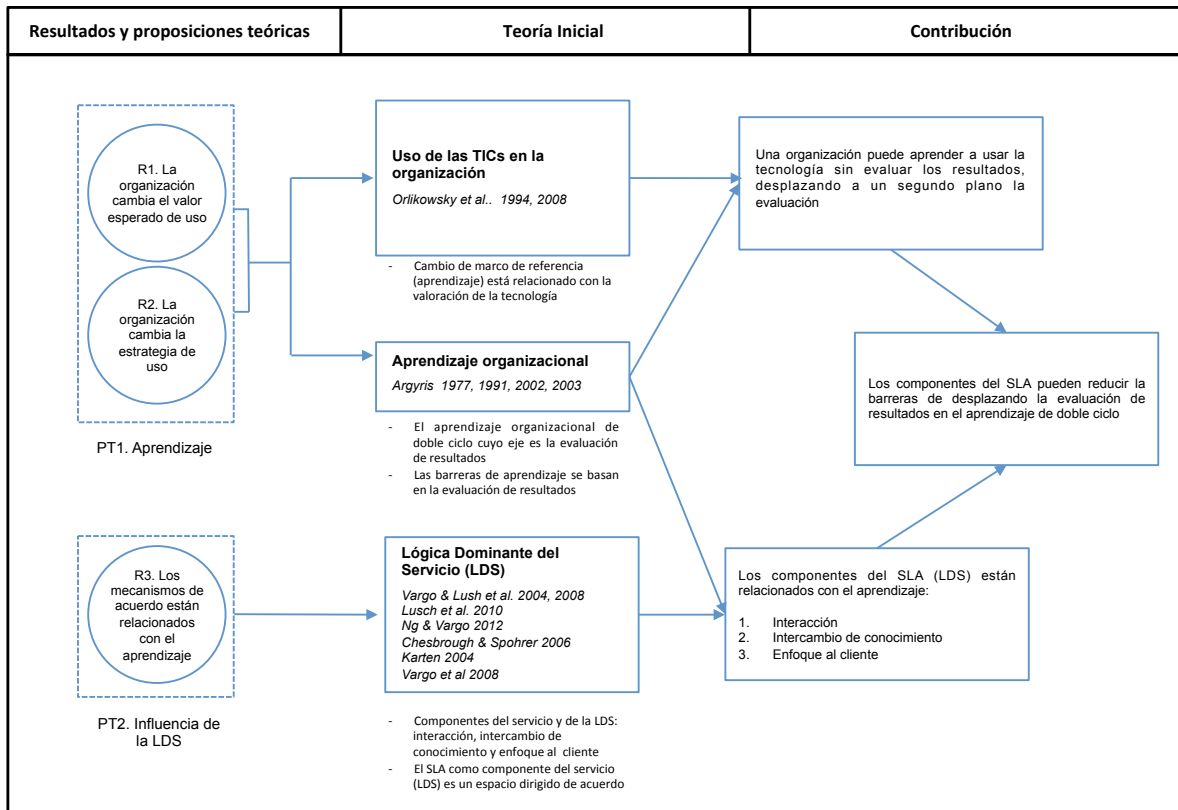 Resultados y proposiciones teóricas
Teoría Inicial
Contribución
R1. La
organización
cambia el valor
esperado de uso
R2. La
organización
cambia la
estrategia de
uso
PT1. Aprendizaje
Uso de las TICs en la
organización
Orlikowsky et al.. 1994, 2008
- Cambio de marco de referencia
(aprendizaje) está relacionado con la
valoración de la tecnología
Aprendizaje organizacional
Argyris 1977, 1991, 2002, 2003
- El aprendizaje organizacional de
doble ciclo cuyo eje es la evaluación
de resultados
- Las barreras de aprendizaje se basan
en la evaluación de resultados
Una organización puede aprender a usar la
tecnología sin evaluar los resultados,
desplazando a un segundo plano la
evaluación
Los componentes del SLA pueden reducir la
barreras de desplazando la evaluación de
resultados en el aprendizaje de doble ciclo
R3. Los
mecanismos de
acuerdo están
relacionados
con el
aprendizaje
PT2. Influencia de
la LDS
Lógica Dominante del
Servicio (LDS)
Vargo & Lush et al. 2004, 2008
Lusch et al. 2010
Ng & Vargo 2012
Chesbrough & Spohrer 2006
Karten 2004
Vargo et al 2008
- Componentes del servicio y de la LDS:
interacción, intercambio de
conocimiento y enfoque al cliente
- El SLA como componente del servicio
(LDS) es un espacio dirigido de acuerdo
Los componentes del SLA (LDS) están
relacionados con el aprendizaje:
1. Interacción
2. Intercambio de conocimiento
3. Enfoque al cliente